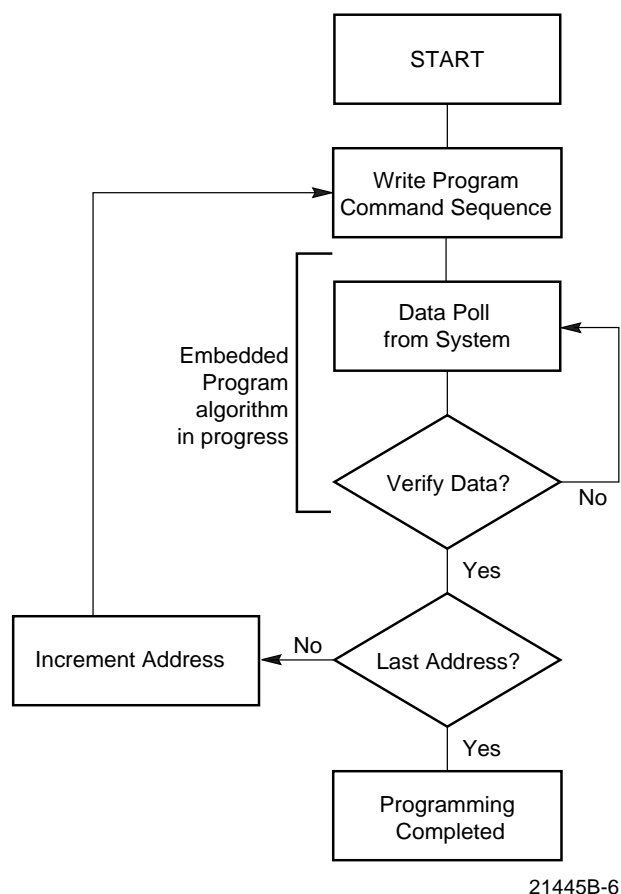 START
Write Program
Command Sequence
Data Poll
from System
Embedded
Program
algorithm
in progress
Verify Data?
No
Yes
Increment Address
No
Last Address?
Yes
Programming
Completed
21445B-6